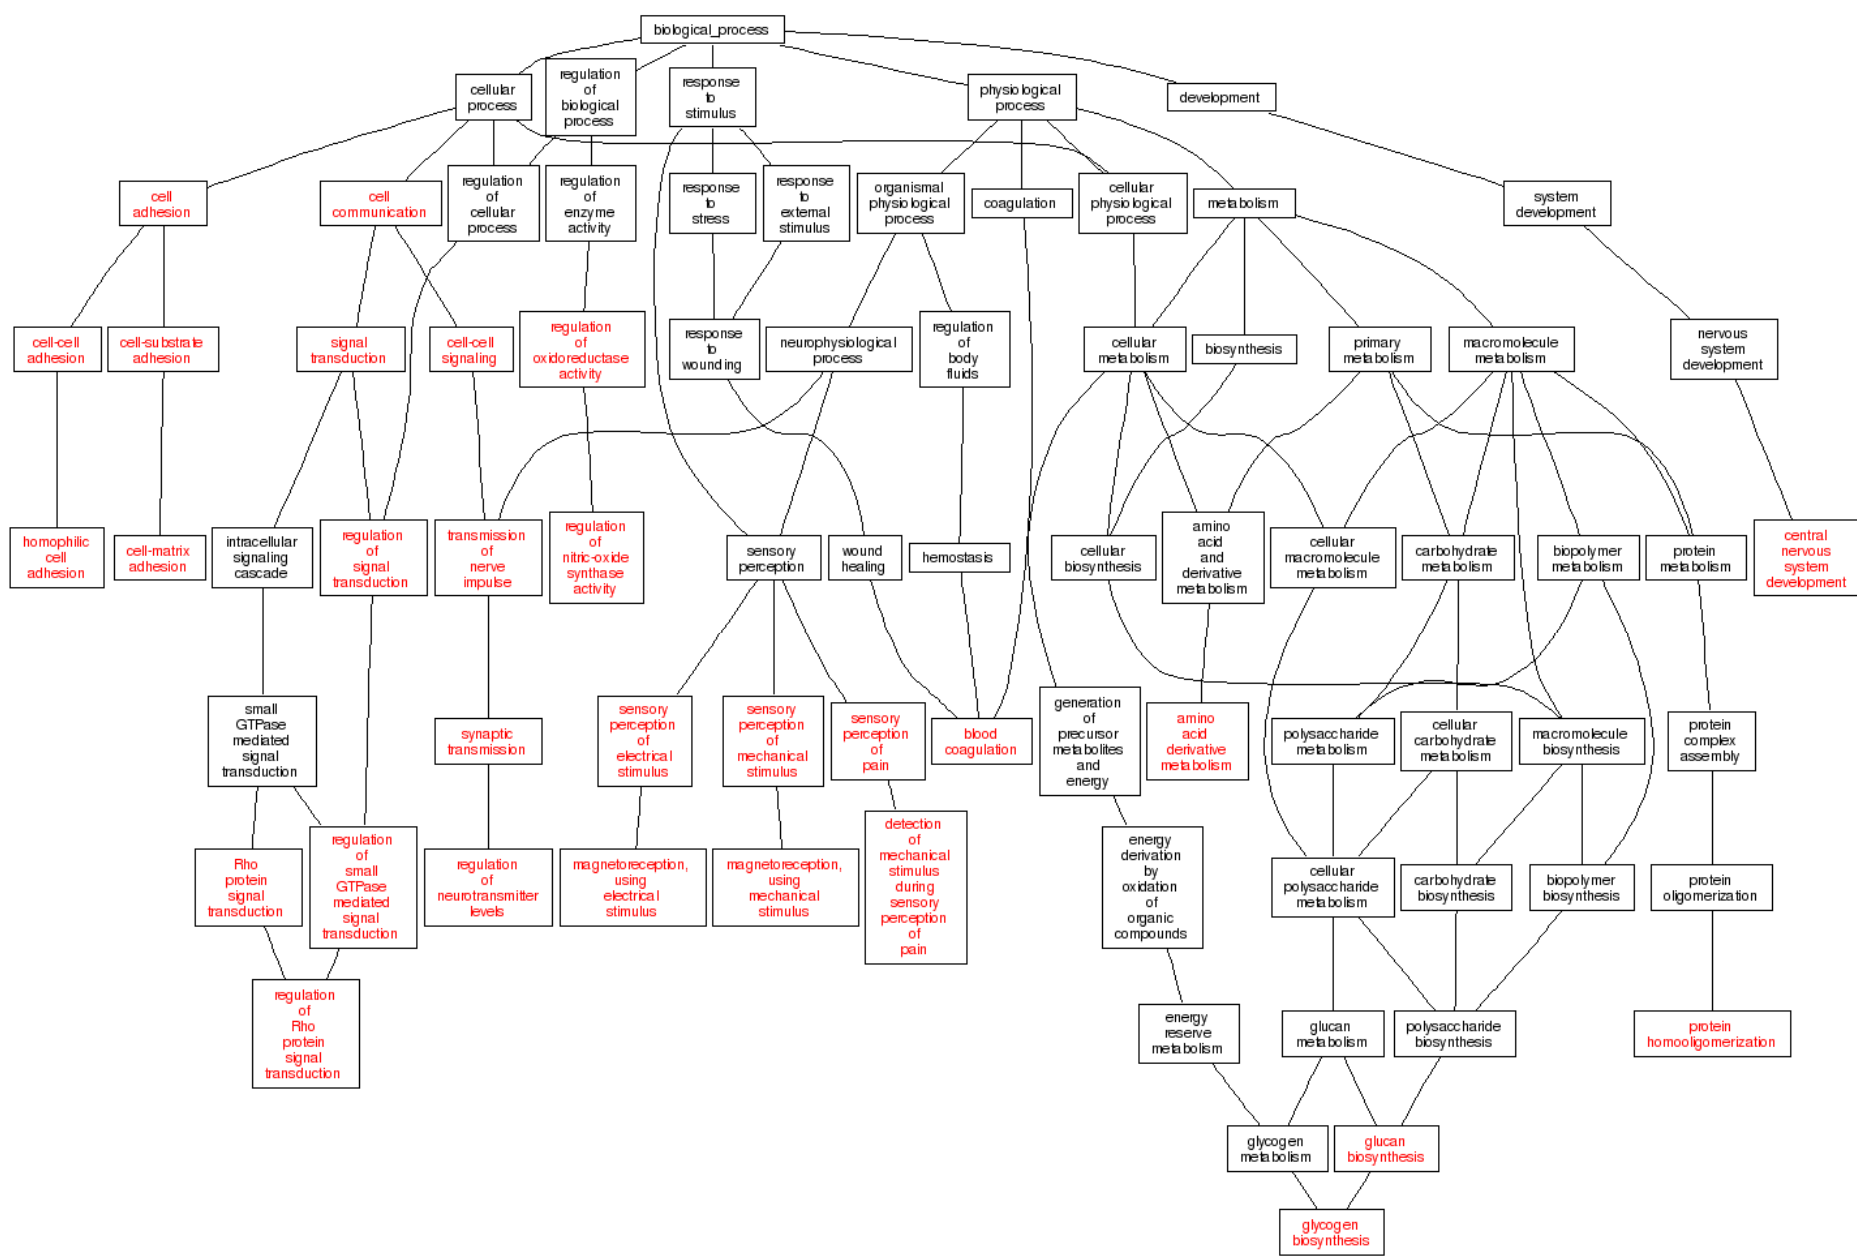 biological_process
cellular
process
regulation
of
biological
process
response
to
stimulus
physiological
process
development
cell
adhesion
cell
communication
regulation
of
cellular
process
regulation
of
enzyme
activity
response
to
stress
response
to
external
stimulus
organismal
physiological
process
coagulation
cellular
physiological
process
metabolism
system
development
cell-cell
adhesion
cell-substrate
adhesion
signal
transduction
cell-cell
signaling
regulation
of
oxidoreductase
activity
response
to
wounding
neurophysiological
process
regulation
of
body
fluids
cellular
metabolism
biosynthesis
primary
metabolism
macromolecule
metabolism
nervous
system
development
homophilic
cell
adhesion
cell-matrix
adhesion
intracellular
signaling
cascade
regulation
of
signal
transduction
transmission
of
nerve
impulse
regulation
of
nitric-oxide
synthase
activity
sensory
perception
wound
healing
hemostasis
cellular
biosynthesis
amino
acid
and
derivative
metabolism
cellular
macromolecule
metabolism
carbohydrate
metabolism
biopolymer
metabolism
protein
metabolism
central
nervous
system
development
small
GTPase
mediated
signal
transduction
synaptic
transmission
sensory
perception
of
electrical
stimulus
sensory
perception
of
mechanical
stimulus
sensory
perception
of
pain
blood
coagulation
generation
of
precursor
metabolites
and
energy
amino
acid
derivative
metabolism
polysaccharide
metabolism
cellular
carbohydrate
metabolism
macromolecule
biosynthesis
protein
complex
assembly
Rho
protein
signal
transduction
regulation
of
small
GTPase
mediated
signal
transduction
regulation
of
neurotransmitter
levels
magnetoreception,
using
electrical
stimulus
magnetoreception,
using
mechanical
stimulus
detection
of
mechanical
stimulus
during
sensory
perception
of
pain
energy
derivation
by
oxidation
of
organic
compounds
cellular
polysaccharide
metabolism
carbohydrate
biosynthesis
biopolymer
biosynthesis
protein
oligomerization
regulation
of
Rho
protein
signal
transduction
energy
reserve
metabolism
glucan
metabolism
polysaccharide
biosynthesis
protein
homooligomerization
glycogen
metabolism
glucan
biosynthesis
glycogen
biosynthesis